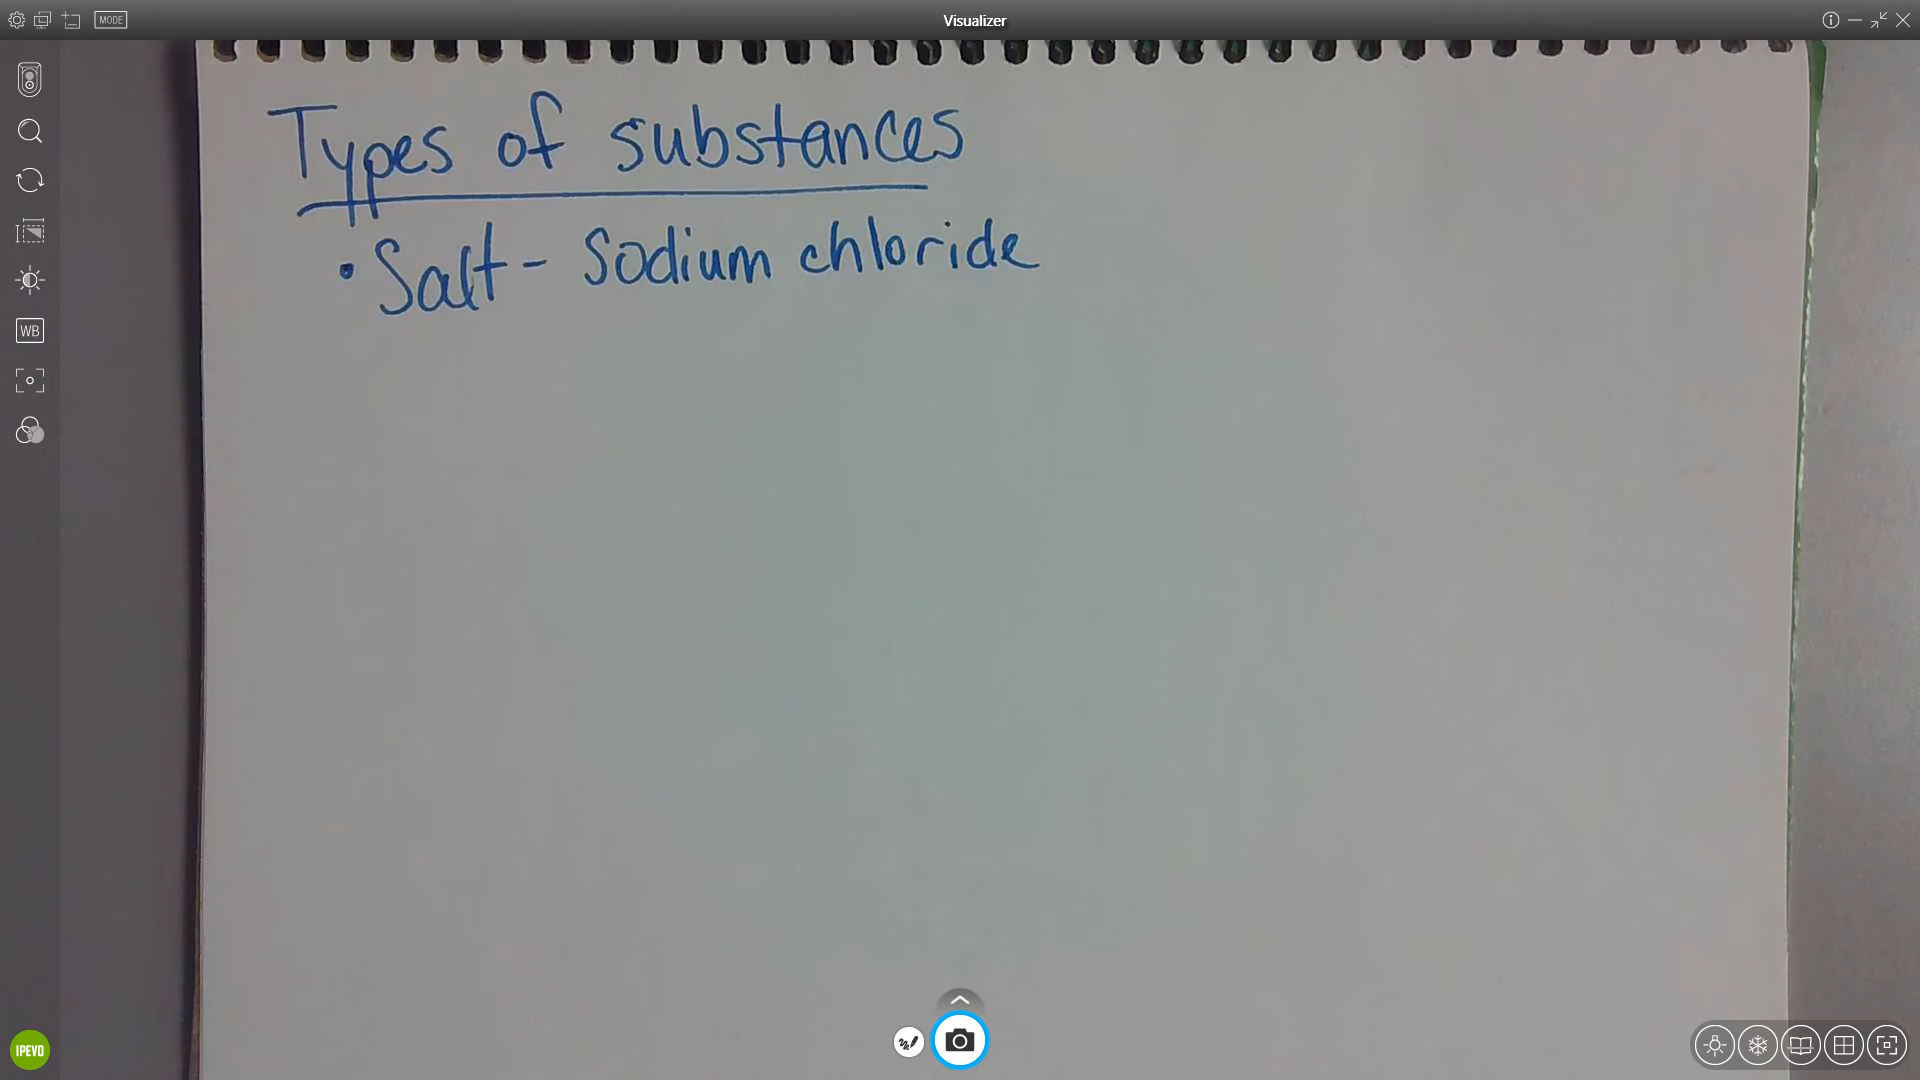 MODE
Visualizer
Types of substances
• Salt - Sodium chloride
WB
IPEVO